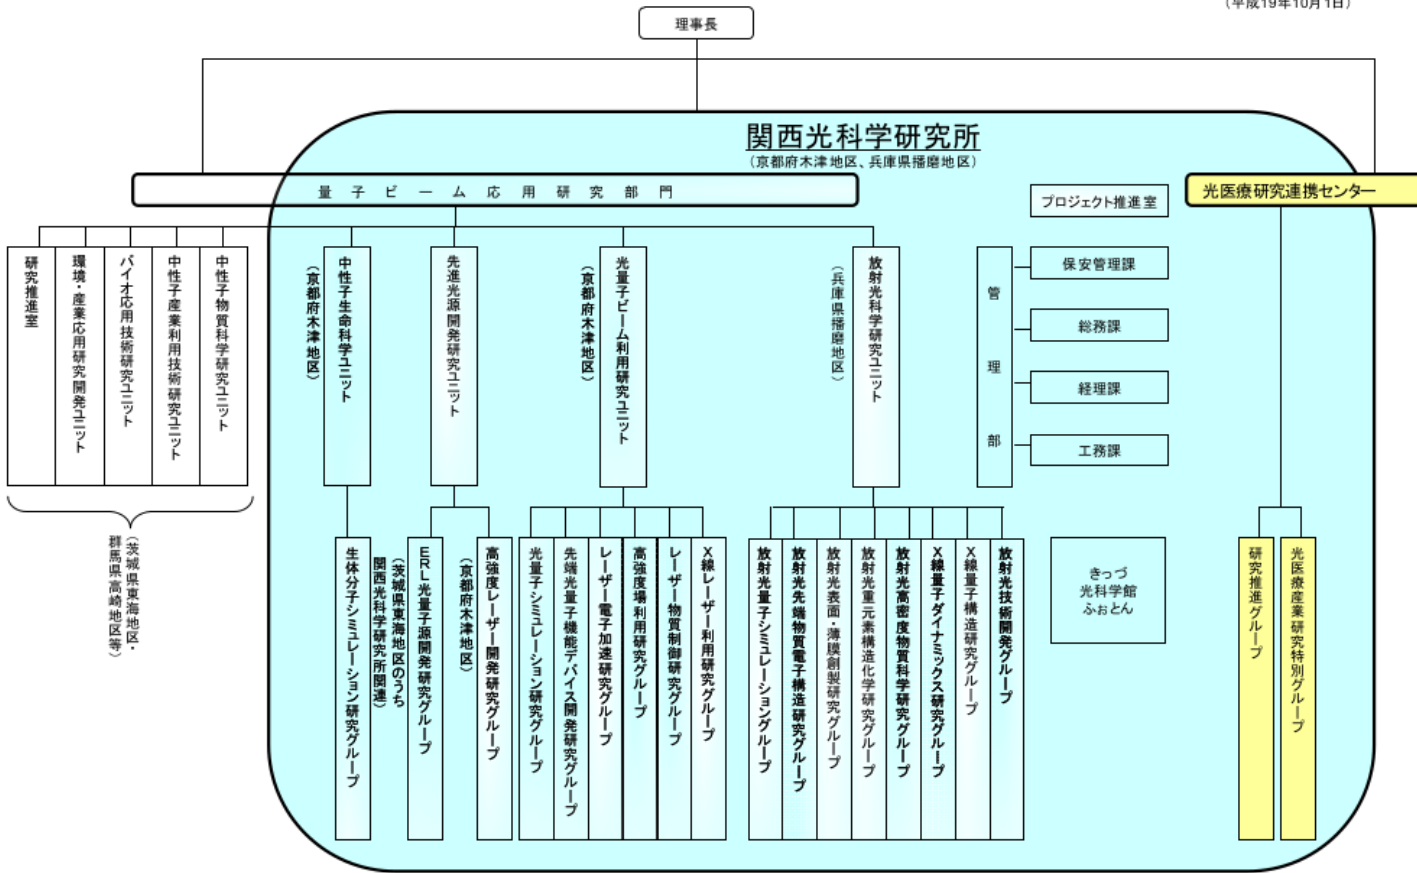 (平成19年10月1日)
理事長
関西光科学研究所
(京都府木津地区、兵庫県播磨地区)
量子ビーム応用研究部門
プロジェクト推進室
光医療研究連携センター
研究推進室
環境・産業応用研究開発ユニット
バイオ応用技術研究ユニット
中性子産業利用技術研究ユニット
中性子物質科学研究ユニット
(茨城県東海地区・
群馬県高崎地区等)
中性子生命科学ユニット
(京都府木津地区)
先進光源開発研究ユニット
光量子ビーム利用研究ユニット
(京都府木津地区)
放射光科学研究ユニット
(兵庫県播磨地区)
管理部
保安管理課
総務課
経理課
工務課
生体分子シミュレーション研究グループ
ERL光量子源開発研究グループ
(茨城県東海地区のうち
関西光科学研究所関連)
高強度レーザー開発研究グループ
(京都府木津地区)
光量子シミュレーション研究グループ
先端光量子機能デバイス開発研究グループ
レーザー電子加速研究グループ
高強度場利用研究グループ
レーザー物質制御研究グループ
X線レーザー利用研究グループ
放射光量子シミュレーショングループ
放射光先端物質電子構造研究グループ
放射光表面・薄膜創製研究グループ
放射光重元素構造化学研究グループ
放射光高密度物質科学研究グループ
X線量子ダイナミックス研究グループ
X線量子構造研究グループ
放射光技術開発グループ
きっづ
光科学館
ふぉとん
研究推進グループ
光医療産業研究特別グループ